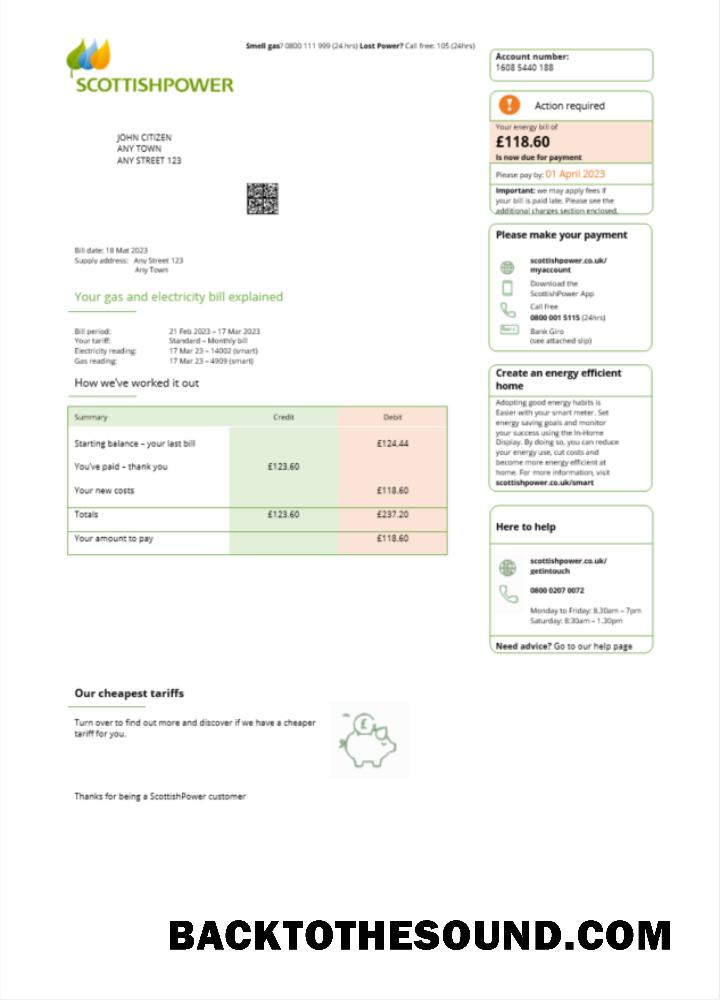 Smell gas? 0800 111 999 (24 hrs) Lost Power? Call free: 105 (24hrs)
SCOTTISHPOWER
Account number:
1608 5440 188
Action required
Your energy bill of
£118.60
Is now due for payment
Please pay by: 01 April 2023
Important: we may apply fees if
your bill is paid late. Please see the
additional charges section enclosed.
JOHN CITIZEN
ANY TOWN
ANY STREET 123
Please make your payment
scottishpower.co.uk/
myaccount
Download the
ScottishPower App
Call free
0800 001 5115 (24hrs)
Bank Giro
(see attached slip)
Bill date: 18 Mat 2023
Supply address: Any Street 123
Any Town
Your gas and electricity bill explained
Bill period: 21 Feb 2023 – 17 Mar 2023
Your tariff: Standard – Monthly bill
Electricity reading: 17 Mar 23 – 14002 (smart)
Gas reading: 17 Mar 23 – 4909 (smart)
How we've worked it out
Summary Credit Debit
Starting balance – your last bill £124.44
You've paid – thank you £123.60
Your new costs £118.60
Totals £123.60 £237.20
Your amount to pay £118.60
Create an energy efficient
home
Adopting good energy habits is
Easier with your smart meter. Set
energy saving goals and monitor
your success using the In-Home
Display. By doing so, you can reduce
your energy use, cut costs and
become more energy efficient at
home. For more information, visit
scottishpower.co.uk/smart
Here to help
scottishpower.co.uk/
getintouch
0800 0207 0072
Monday to Friday: 8.30am – 7pm
Saturday: 8:30am – 1.30pm
Need advice? Go to our help page
Our cheapest tariffs
Turn over to find out more and discover if we have a cheaper
tariff for you.
£
Thanks for being a ScottishPower customer
BACKTOTHESOUND.COM